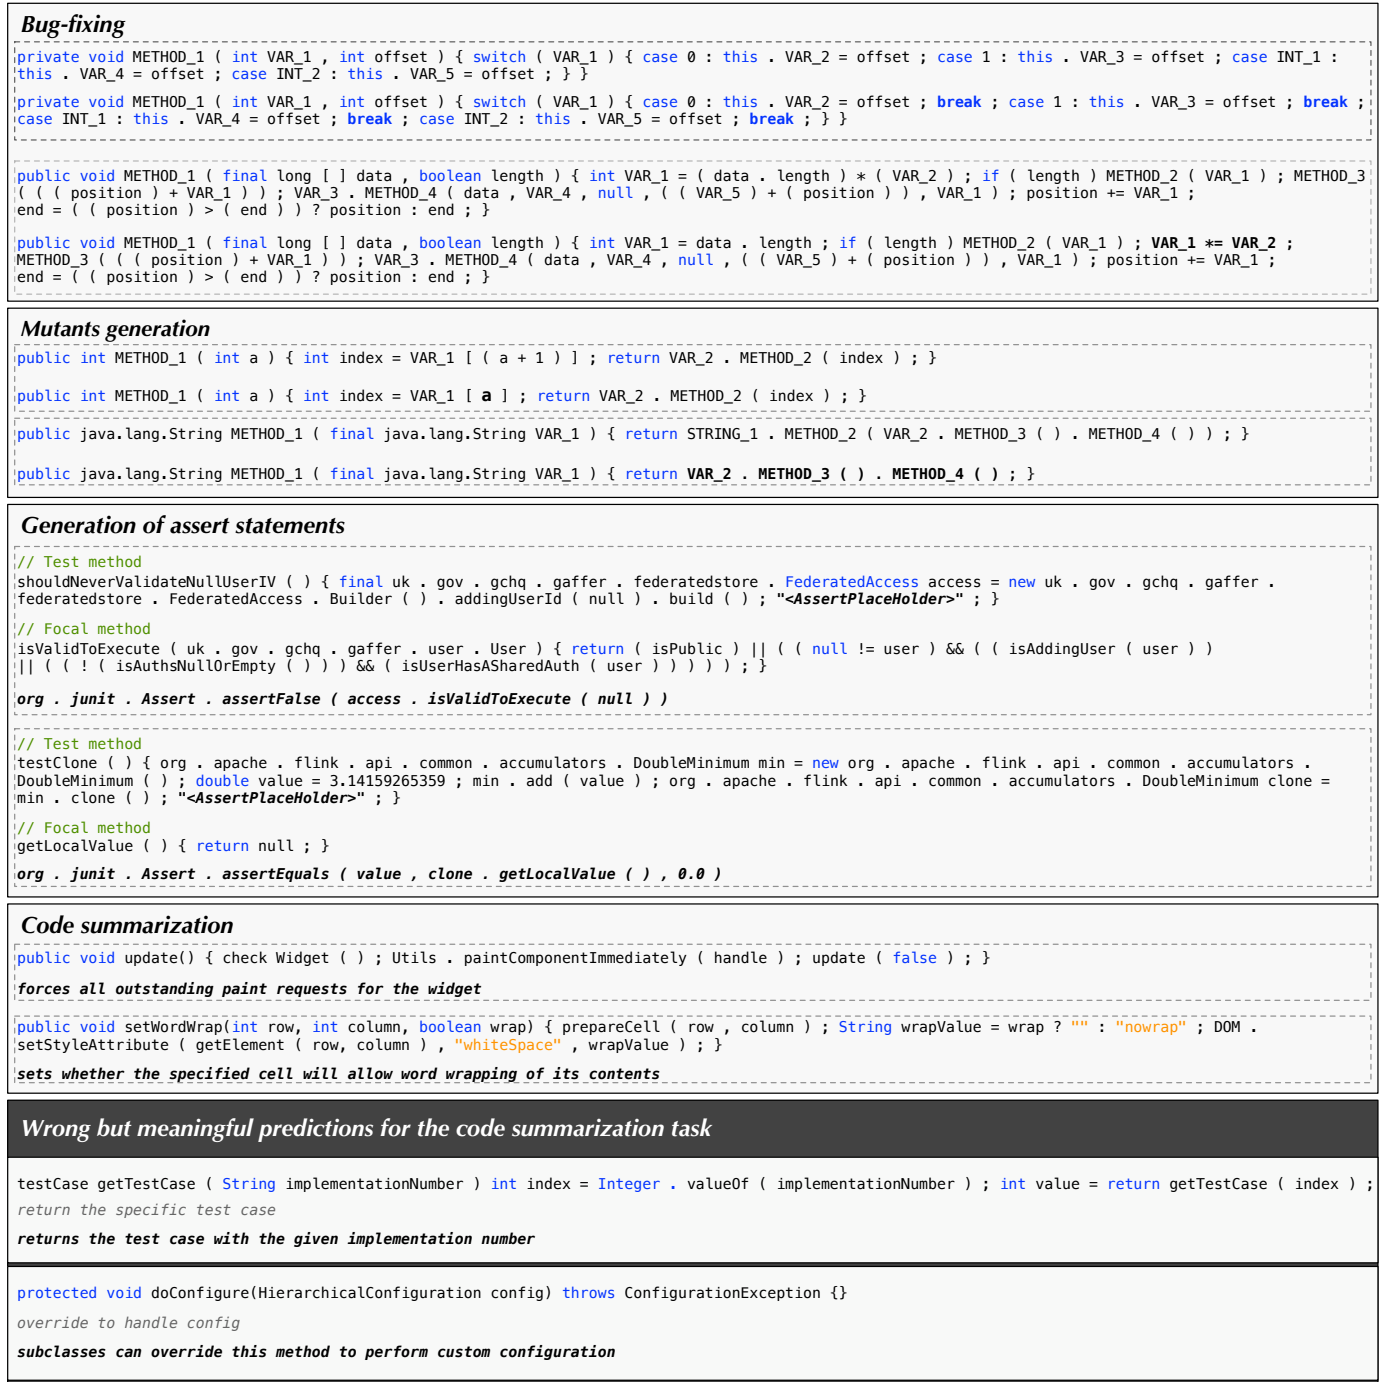 Bug-fixing
private void METHOD_1 ( int VAR_1 , int offset ) { switch ( VAR_1 ) { case 0 : this . VAR_2 = offset ; case 1 : this . VAR_3 = offset ; case INT_1 :
this . VAR_4 = offset ; case INT_2 : this . VAR_5 = offset ; } }
private void METHOD_1 ( int VAR_1 , int offset ) { switch ( VAR_1 ) { case 0 : this . VAR_2 = offset ; break ; case 1 : this . VAR_3 = offset ; break ;
case INT_1 : this . VAR_4 = offset ; break ; case INT_2 : this . VAR_5 = offset ; break ; } }
public void METHOD_1 ( final long [ ] data , boolean length ) { int VAR_1 = ( data . length ) * ( VAR_2 ) ; if ( length ) METHOD_2 ( VAR_1 ) ; METHOD_3
( ( ( position ) + VAR_1 ) ) ; VAR_3 . METHOD_4 ( data , VAR_4 , null , ( ( VAR_5 ) + ( position ) ) , VAR_1 ) ; position += VAR_1 ;
end = ( ( position ) > ( end ) ) ? position : end ; }
public void METHOD_1 ( final long [ ] data , boolean length ) { int VAR_1 = data . length ; if ( length ) METHOD_2 ( VAR_1 ) ; VAR_1 *= VAR_2 ;
METHOD_3 ( ( ( position ) + VAR_1 ) ) ; VAR_3 . METHOD_4 ( data , VAR_4 , null , ( ( VAR_5 ) + ( position ) ) , VAR_1 ) ; position += VAR_1 ;
end = ( ( position ) > ( end ) ) ? position : end ; }
Mutants generation
public int METHOD_1 ( int a ) { int index = VAR_1 [ ( a + 1 ) ] ; return VAR_2 . METHOD_2 ( index ) ; }
public int METHOD_1 ( int a ) { int index = VAR_1 [ a ] ; return VAR_2 . METHOD_2 ( index ) ; }
public java.lang.String METHOD_1 ( final java.lang.String VAR_1 ) { return STRING_1 . METHOD_2 ( VAR_2 . METHOD_3 ( ) . METHOD_4 ( ) ) ; }
public java.lang.String METHOD_1 ( final java.lang.String VAR_1 ) { return VAR_2 . METHOD_3 ( ) . METHOD_4 ( ) ; }
Generation of assert statements
// Test method
shouldNeverValidateNullUserIV ( ) { final uk . gov . gchq . gaffer . federatedstore . FederatedAccess access = new uk . gov . gchq . gaffer .
federatedstore . FederatedAccess . Builder ( ) . addingUserId ( null ) . build ( ) ; "<AssertPlaceHolder>" ; }
// Focal method
isValidToExecute ( uk . gov . gchq . gaffer . user . User ) { return ( isPublic ) || ( ( null != user ) && ( ( isAddingUser ( user ) )
|| ( ( ! ( isAuthsNullOrEmpty ( ) ) ) && ( isUserHasASharedAuth ( user ) ) ) ) ) ; }
org . junit . Assert . assertFalse ( access . isValidToExecute ( null ) )
// Test method
testClone ( ) { org . apache . flink . api . common . accumulators . DoubleMinimum min = new org . apache . flink . api . common . accumulators .
DoubleMinimum ( ) ; double value = 3.14159265359 ; min . add ( value ) ; org . apache . flink . api . common . accumulators . DoubleMinimum clone =
min . clone ( ) ; "<AssertPlaceHolder>" ; }
// Focal method
getLocalValue ( ) { return null ; }
org . junit . Assert . assertEquals ( value , clone . getLocalValue ( ) , 0.0 )
Code summarization
public void update() { check Widget ( ) ; Utils . paintComponentImmediately ( handle ) ; update ( false ) ; }
forces all outstanding paint requests for the widget
public void setWordWrap(int row, int column, boolean wrap) { prepareCell ( row , column ) ; String wrapValue = wrap ? "" : "nowrap" ; DOM .
setStyleAttribute ( getElement ( row, column ) , "whiteSpace" , wrapValue ) ; }
sets whether the specified cell will allow word wrapping of its contents
Wrong but meaningful predictions for the code summarization task
testCase getTestCase ( String implementationNumber ) int index = Integer . valueOf ( implementationNumber ) ; int value = return getTestCase ( index ) ;
return the specific test case
returns the test case with the given implementation number
protected void doConfigure(HierarchicalConfiguration config) throws ConfigurationException {}
override to handle config
subclasses can override this method to perform custom configuration